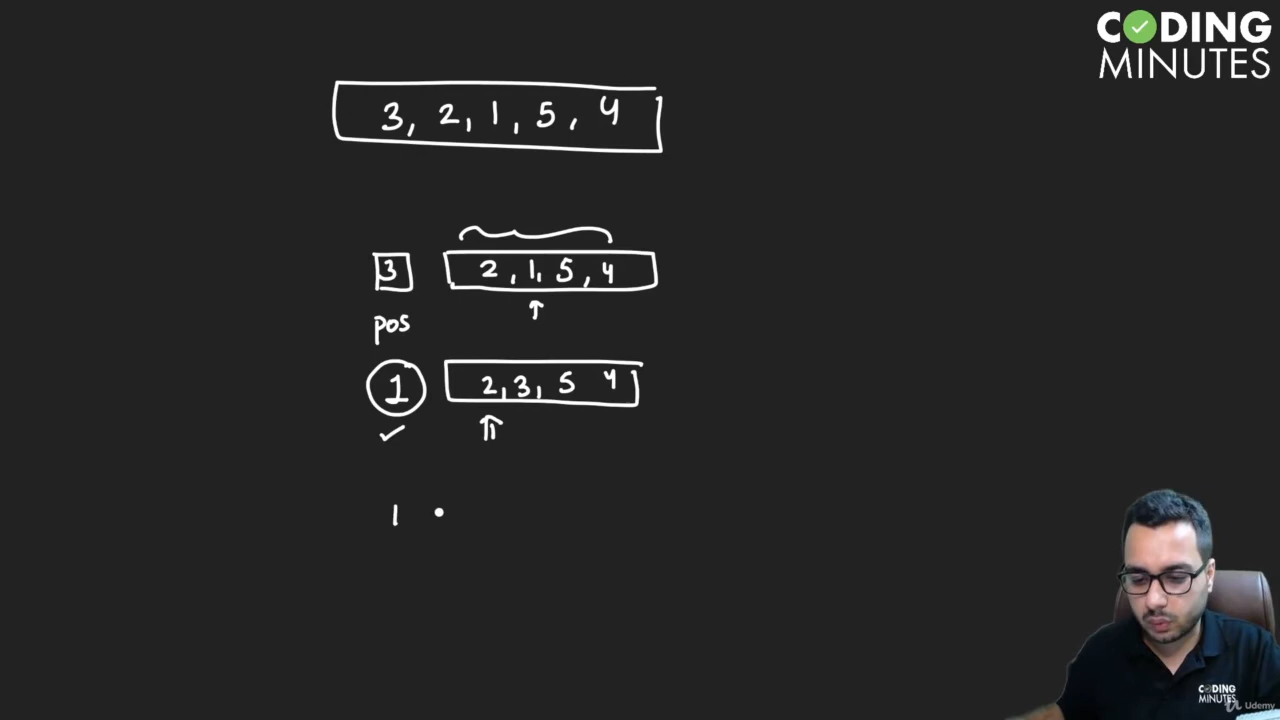 CODING
MINUTES
3, 2, 1, 5, 4
3 2, 1, 5, 4
pos
1 2, 3, 5 4
1
CODING
MINUTES
Udemy